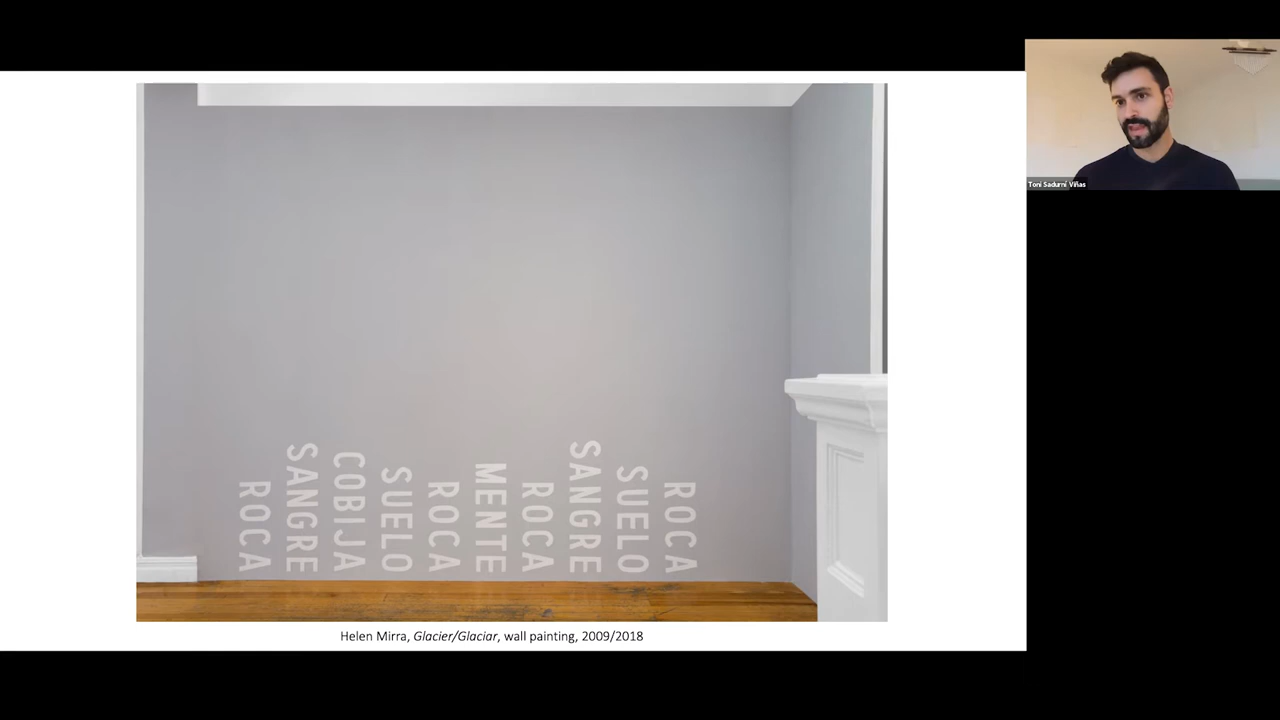 ROCA
SANGRE
COBIJA
SUELO
ROCA
MENTE
ROCA
SANGRE
SUELO
ROCA
Helen Mirra, Glacier/Glaciar, wall painting, 2009/2018
Toni Sadurní Viñas